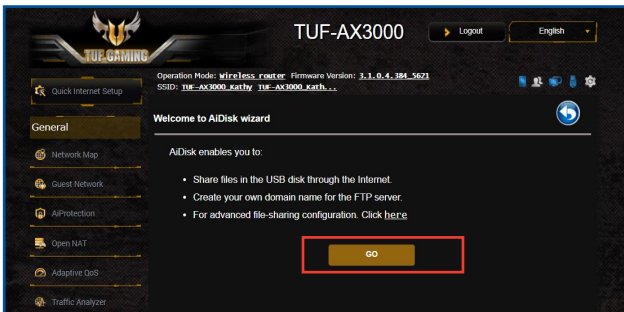 TUF GAMING
TUF-AX3000
Logout
English
Quick Internet Setup
Operation Mode: Wireless router Firmware Version: 3.1.0.4.384_5621
SSID: TUF-AX3000_Kathy TUF-AX3000_Kath...
General
Welcome to AiDisk wizard
Network Map
AiDisk enables you to:
Guest Network
• Share files in the USB disk through the Internet.
• Create your own domain name for the FTP server.
AiProtection
• For advanced file-sharing configuration. Click here
Open NAT
GO
Adaptive QoS
Traffic Analyzer